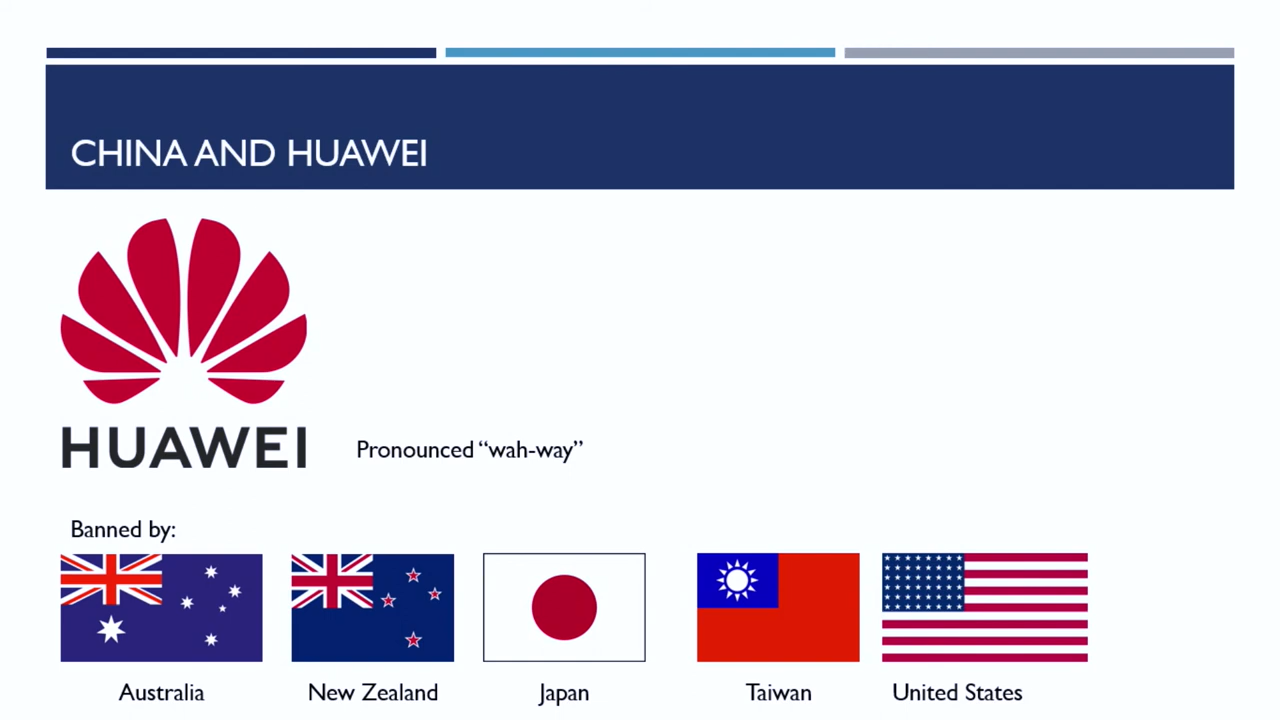 CHINA AND HUAWEI
HUAWEI
Pronounced “wah-way”
Banned by:
Australia
New Zealand
Japan
Taiwan
United States